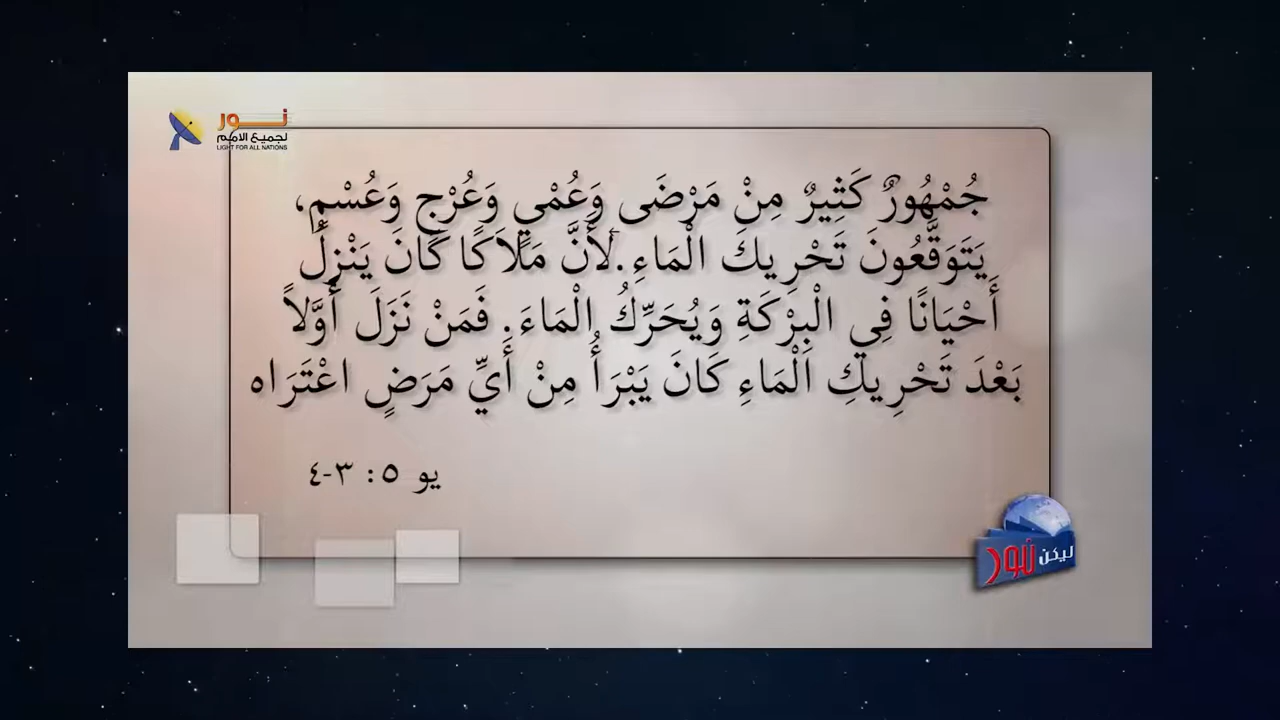 نـور
لجميع الامم
LIGHT FOR ALL NATIONS
جُمْهُورٌ كَثِيرٌ مِنْ مَرْضَى وَعُمْيٍ وَعُرْجٍ وَعُسْمٍ،
يَتَوَقَّعُونَ تَحْرِيكَ الْمَاءِ.لأَنَّ مَلاَكًا كَانَ يَنْزِلُ
أَحْيَانًا فِي الْبِرْكَةِ وَيُحَرِّكُ الْمَاءَ. فَمَنْ نَزَلَ أَوَّلاً
بَعْدَ تَحْرِيكِ الْمَاءِ كَانَ يَبْرَأُ مِنْ أَيِّ مَرَضٍ اعْتَرَاه
يو ٥: ٣-٤
ليكن نور